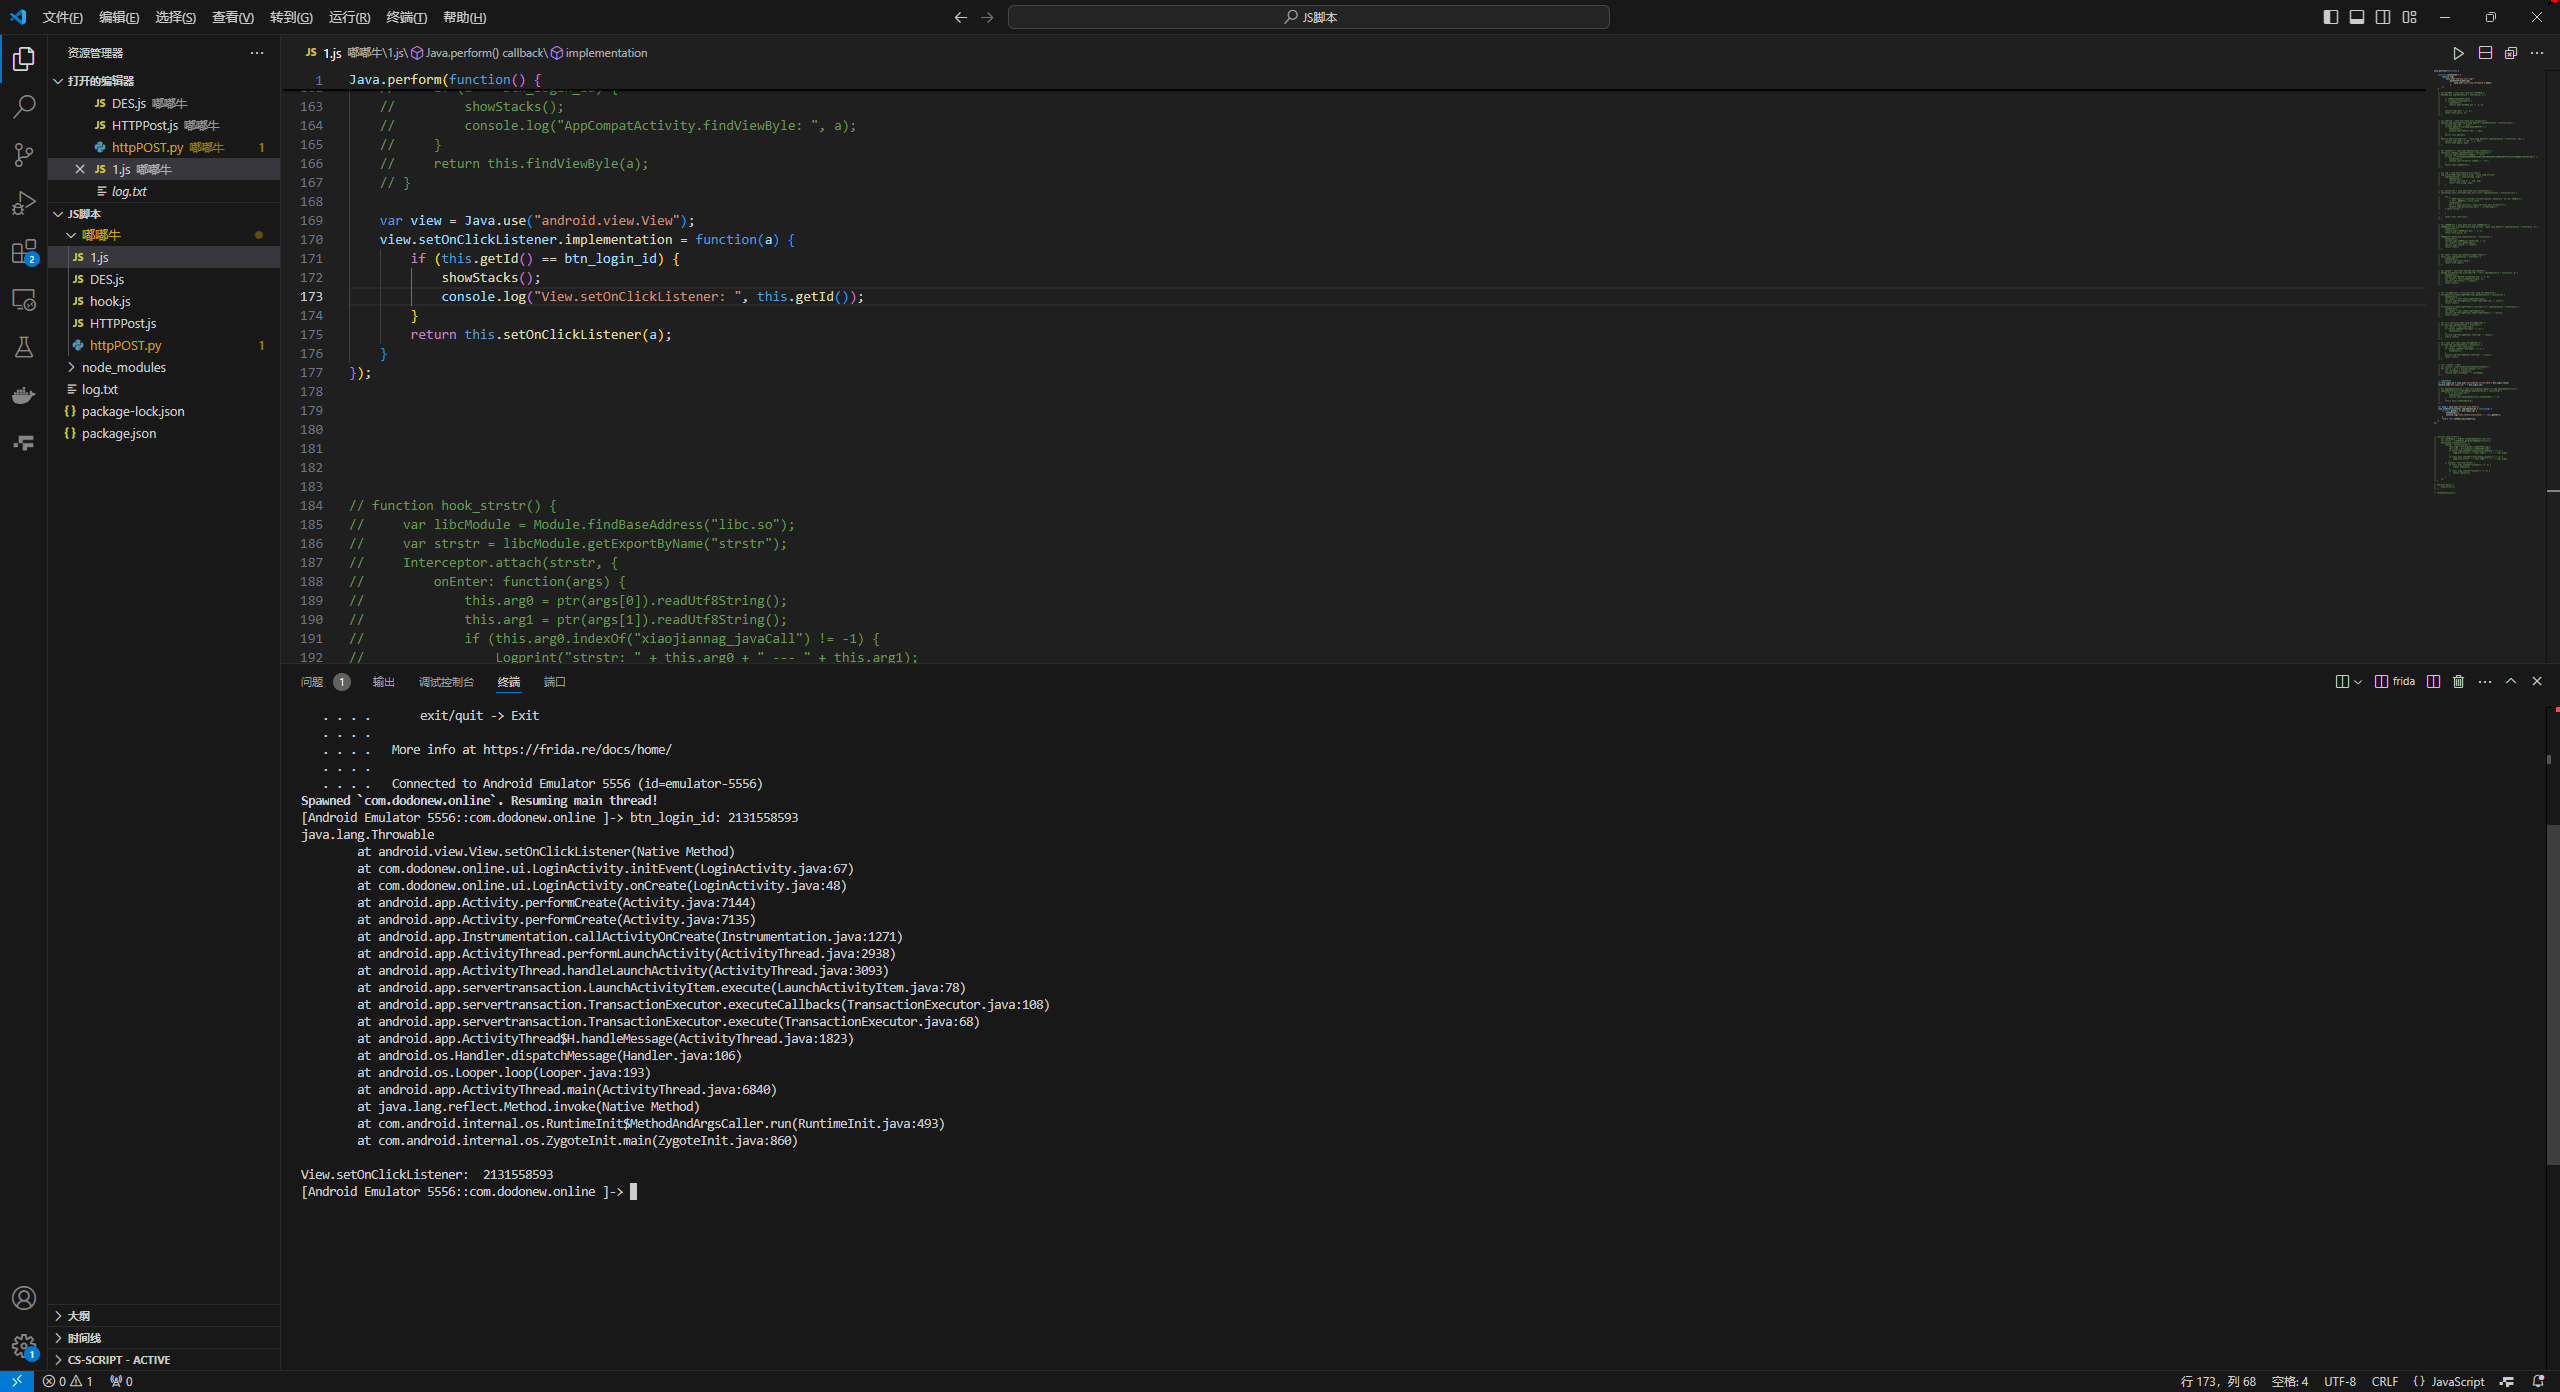 文件(F) 编辑(E) 选择(S) 查看(V) 转到(G) 运行(R) 终端(T) 帮助(H)
JS脚本
资源管理器
打开的编辑器
JS DES.js 嘟嘟牛
JS HTTPPost.js 嘟嘟牛
httpPOST.py 嘟嘟牛 1
JS 1.js 嘟嘟牛
log.txt
JS脚本
嘟嘟牛
JS 1.js
JS DES.js
JS hook.js
JS HTTPPost.js
httpPOST.py 1
node_modules
log.txt
{} package-lock.json
{} package.json
2
1
大纲
时间线
CS-SCRIPT - ACTIVE
JS 1.js 嘟嘟牛\1.js\Java.perform() callback\implementation
1 Java.perform(function() {
163 //         showStacks();
164 //         console.log("AppCompatActivity.findViewByle: ", a);
165 //     }
166 //     return this.findViewByle(a);
167 // }
168
169 var view = Java.use("android.view.View");
170 view.setOnClickListener.implementation = function(a) {
171     if (this.getId() == btn_login_id) {
172         showStacks();
173         console.log("View.setOnClickListener: ", this.getId());
174     }
175     return this.setOnClickListener(a);
176 }
177 });
178
179
180
181
182
183
184 // function hook_strstr() {
185 //     var libcModule = Module.findBaseAddress("libc.so");
186 //     var strstr = libcModule.getExportByName("strstr");
187 //     Interceptor.attach(strstr, {
188 //         onEnter: function(args) {
189 //             this.arg0 = ptr(args[0]).readUtf8String();
190 //             this.arg1 = ptr(args[1]).readUtf8String();
191 //             if (this.arg0.indexOf("xiaojiannag_javaCall") != -1) {
192 //                 Logprint("strstr: " + this.arg0 + " --- " + this.arg1);
问题 1 输出 调试控制台 终端 端口
frida
. . . .       exit/quit -> Exit
. . . .
. . . .   More info at https://frida.re/docs/home/
. . . .
. . . .   Connected to Android Emulator 5556 (id=emulator-5556)
Spawned `com.dodonew.online`. Resuming main thread!
[Android Emulator 5556::com.dodonew.online ]-> btn_login_id: 2131558593
java.lang.Throwable
at android.view.View.setOnClickListener(Native Method)
at com.dodonew.online.ui.LoginActivity.initEvent(LoginActivity.java:67)
at com.dodonew.online.ui.LoginActivity.onCreate(LoginActivity.java:48)
at android.app.Activity.performCreate(Activity.java:7144)
at android.app.Activity.performCreate(Activity.java:7135)
at android.app.Instrumentation.callActivityOnCreate(Instrumentation.java:1271)
at android.app.ActivityThread.performLaunchActivity(ActivityThread.java:2938)
at android.app.ActivityThread.handleLaunchActivity(ActivityThread.java:3093)
at android.app.servertransaction.LaunchActivityItem.execute(LaunchActivityItem.java:78)
at android.app.servertransaction.TransactionExecutor.executeCallbacks(TransactionExecutor.java:108)
at android.app.servertransaction.TransactionExecutor.execute(TransactionExecutor.java:68)
at android.app.ActivityThread$H.handleMessage(ActivityThread.java:1823)
at android.os.Handler.dispatchMessage(Handler.java:106)
at android.os.Looper.loop(Looper.java:193)
at android.app.ActivityThread.main(ActivityThread.java:6840)
at java.lang.reflect.Method.invoke(Native Method)
at com.android.internal.os.RuntimeInit$MethodAndArgsCaller.run(RuntimeInit.java:493)
at com.android.internal.os.ZygoteInit.main(ZygoteInit.java:860)
View.setOnClickListener:  2131558593
[Android Emulator 5556::com.dodonew.online ]->
0 1 0
行 173，列 68 空格: 4 UTF-8 CRLF {} JavaScript